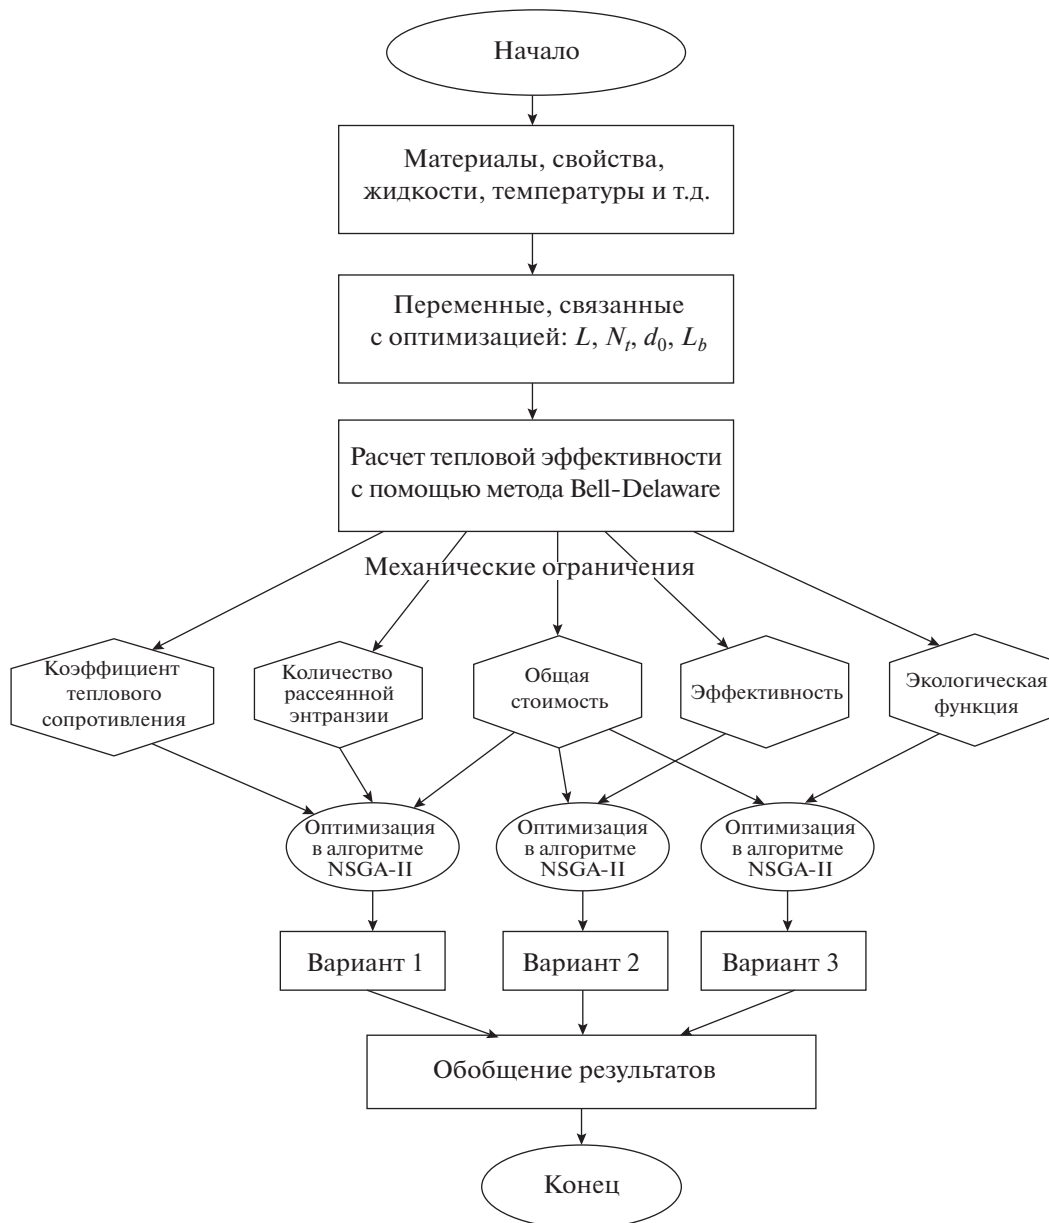 Начало
Материалы, свойства,
жидкости, температуры и т.д.
Переменные, связанные
с оптимизацией: L, Nₜ, d₀, L_b
Расчет тепловой эффективности
с помощью метода Bell-Delaware
Механические ограничения
Коэффициент
теплового
сопротивления
Количество
рассеянной
энтранзии
Общая
стоимость
Эффективность
Экологическая
функция
Оптимизация
в алгоритме
NSGA-II
Оптимизация
в алгоритме
NSGA-II
Оптимизация
в алгоритме
NSGA-II
Вариант 1
Вариант 2
Вариант 3
Обобщение результатов
Конец